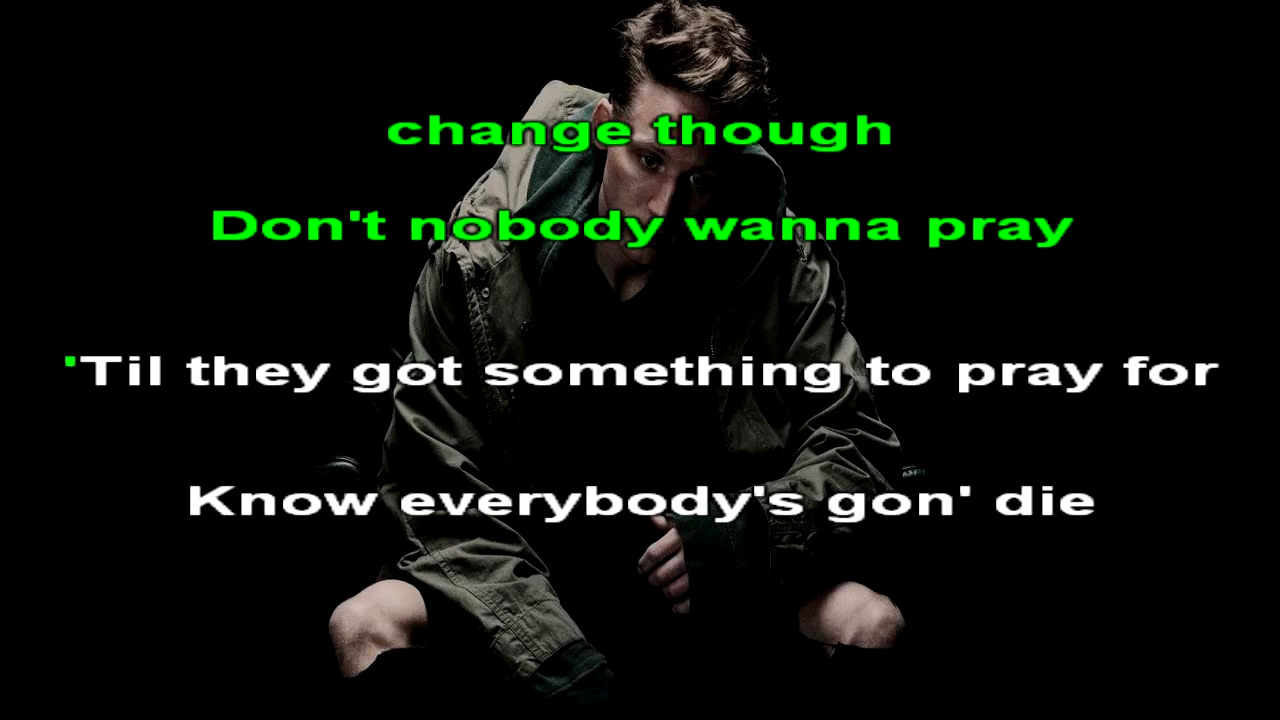 change though
Don't nobody wanna pray
'Til they got something to pray for
Know everybody's gon' die